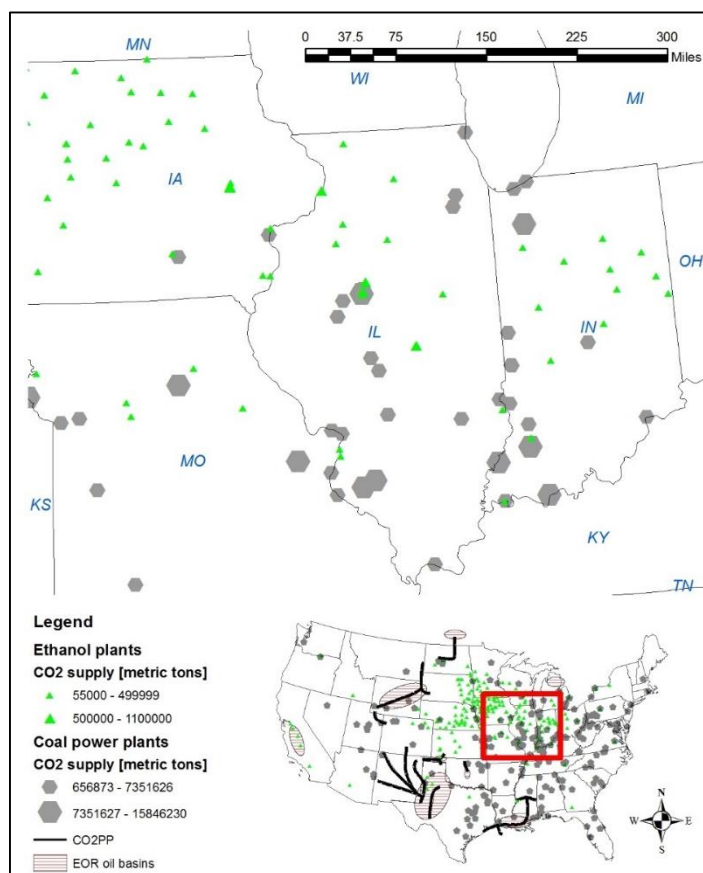 MN
0 37.5 75 150 225 300
Miles
WI
MI
IA
OH
IL
IN
MO
KS
KY
TN
Legend
Ethanol plants
CO2 supply [metric tons]
55000 - 499999
500000 - 1100000
Coal power plants
CO2 supply [metric tons]
656873 - 7351626
7351627 - 15846230
CO2PP
EOR oil basins
N
W E
S